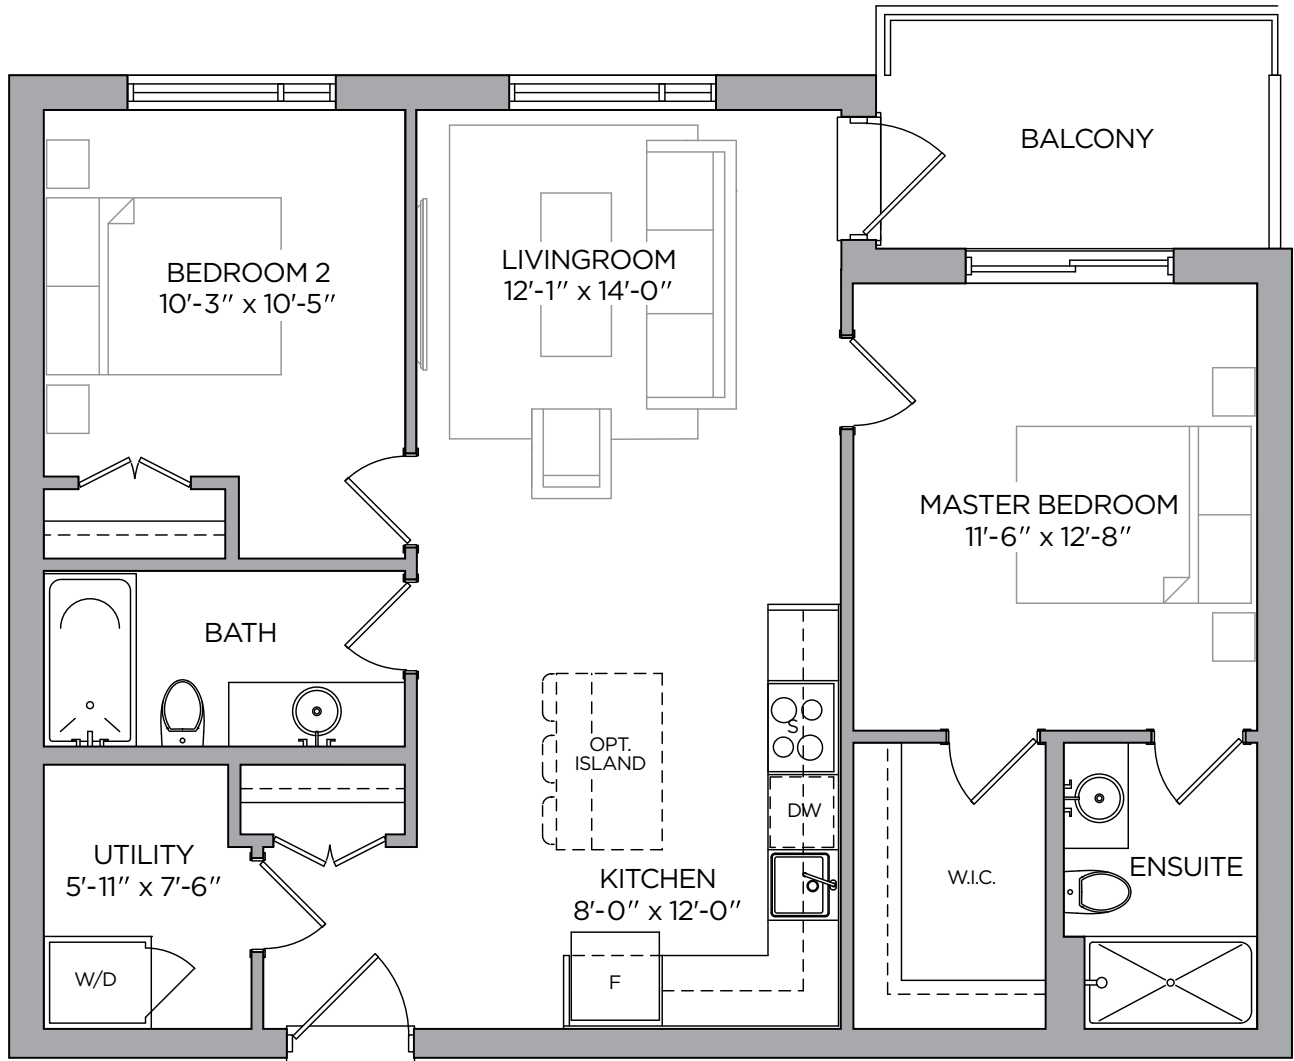 BALCONY
BEDROOM 2
10'-3" x 10'-5"
LIVINGROOM
12'-1" x 14'-0"
MASTER BEDROOM
11'-6" x 12'-8"
BATH
S
OPT.
ISLAND
DW
UTILITY
5'-11" x 7'-6"
KITCHEN
8'-0" x 12'-0"
W.I.C.
ENSUITE
W/D
F